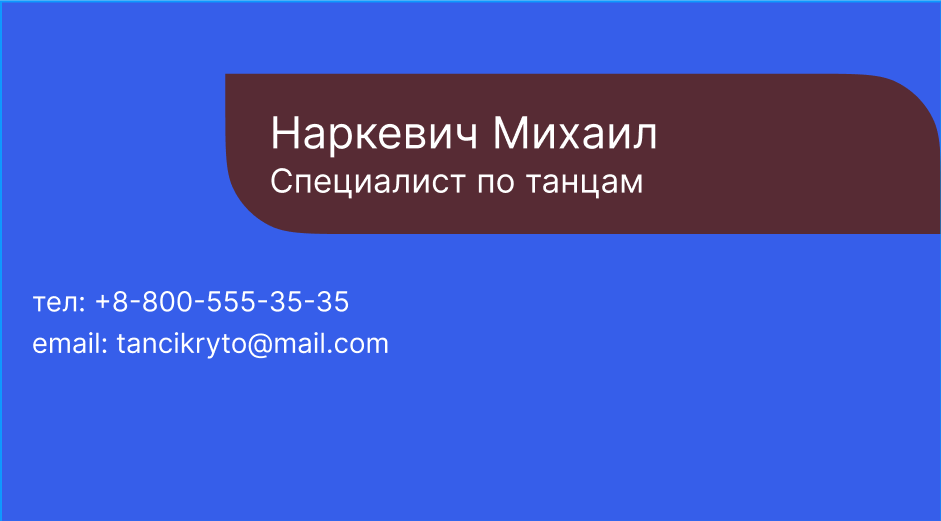 Наркевич Михаил
Специалист по танцам
тел: +8-800-555-35-35
email: tancikryto@mail.com